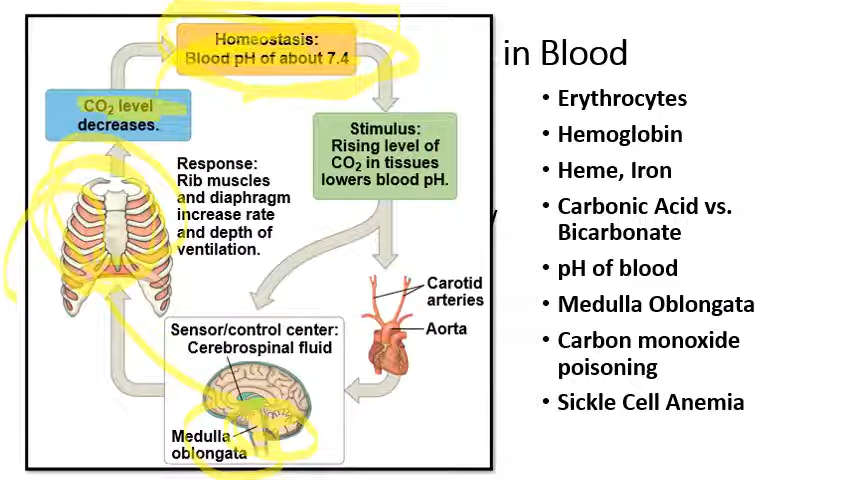 in Blood
Homeostasis:
Blood pH of about 7.4
CO₂ level
decreases.
Stimulus:
Rising level of
CO₂ in tissues
lowers blood pH.
Response:
Rib muscles
and diaphragm
increase rate
and depth of
ventilation.
Carotid
arteries
Aorta
Sensor/control center:
Cerebrospinal fluid
Medulla
oblongata
• Erythrocytes
• Hemoglobin
• Heme, Iron
• Carbonic Acid vs.
Bicarbonate
• pH of blood
• Medulla Oblongata
• Carbon monoxide
poisoning
• Sickle Cell Anemia